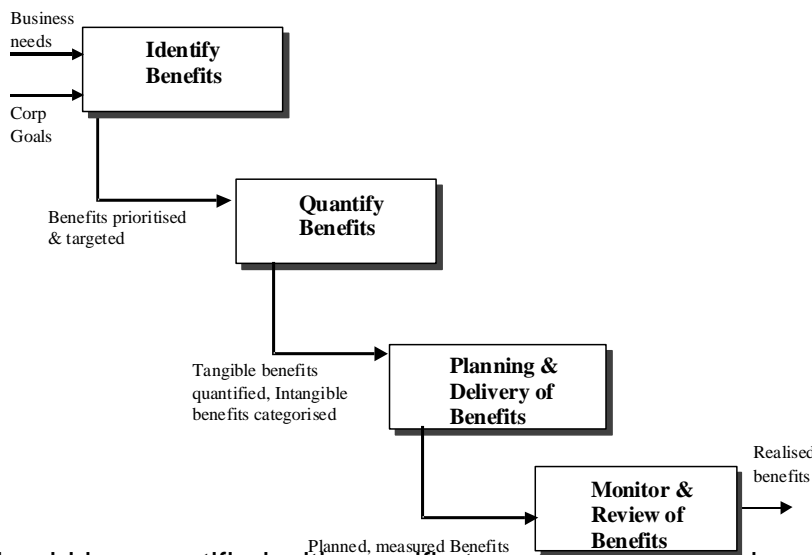 Business
needs
Identify
Benefits
Corp
Goals
Benefits prioritised
& targeted
Quantify
Benefits
Tangible benefits
quantified, Intangible
benefits categorised
Planning &
Delivery of
Benefits
Realised
benefits
Monitor &
Review of
Benefits
Planned, measured Benefits